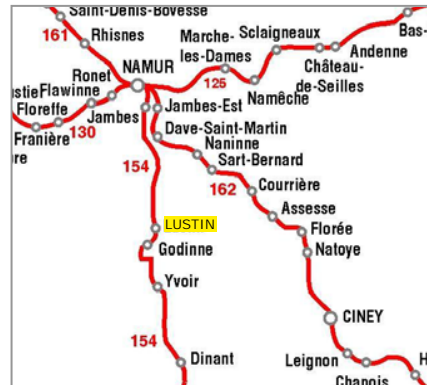 Saint-Denis-Bovesse
161
Rhisnes
Marche-
les-Dames
Sclaigneaux
Bas-
Andenne
Château-
de-Seilles
Namêche
125
NAMUR
Ronet
Flawinne
Floreffe
130
Franière
Jambes
Jambes-Est
Dave-Saint-Martin
Naninne
Sart-Bernard
154
162
Courrière
Assesse
Florée
Natoye
LUSTIN
Godinne
Yvoir
CINEY
154
Dinant
Leignon
Chapois
H